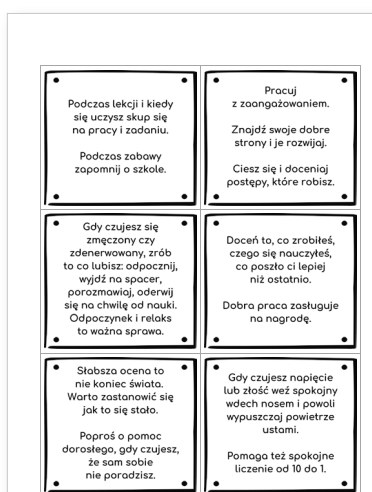 Podczas lekcji i kiedy
się uczysz skup się
na pracy i zadaniu.
Podczas zabawy
zapomnij o szkole.
Pracuj
z zaangażowaniem.
Znajdź swoje dobre
strony i je rozwijaj.
Ciesz się i doceniaj
postępy, które robisz.
Gdy czujesz się
zmęczony czy
zdenerwowany, zrób
to co lubisz: odpocznij,
wyjdź na spacer,
porozmawiaj, oderwij
się na chwilę od nauki.
Odpoczynek i relaks
to ważna sprawa.
Doceń to, co zrobiłeś,
czego się nauczyłeś,
co poszło ci lepiej
niż ostatnio.
Dobra praca zasługuje
na nagrodę.
Słabsza ocena to
nie koniec świata.
Warto zastanowić się
jak to się stało.
Poproś o pomoc
dorosłego, gdy czujesz,
że sam sobie
nie poradzisz.
Gdy czujesz napięcie
lub złość weź spokojny
wdech nosem i powoli
wypuszczaj powietrze
ustami.
Pomaga też spokojne
liczenie od 10 do 1.